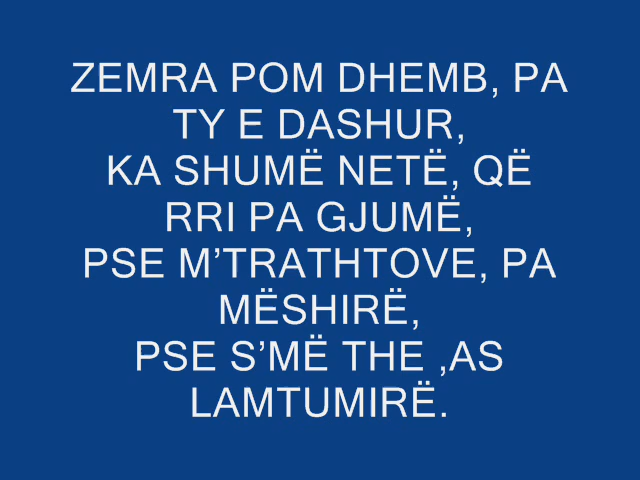 ZEMRA POM DHEMB, PA
TY E DASHUR,
KA SHUMË NETË, QË
RRI PA GJUMË,
PSE M’TRATHTOVE, PA
MËSHIRË,
PSE S’MË THE ,AS
LAMTUMIRË.